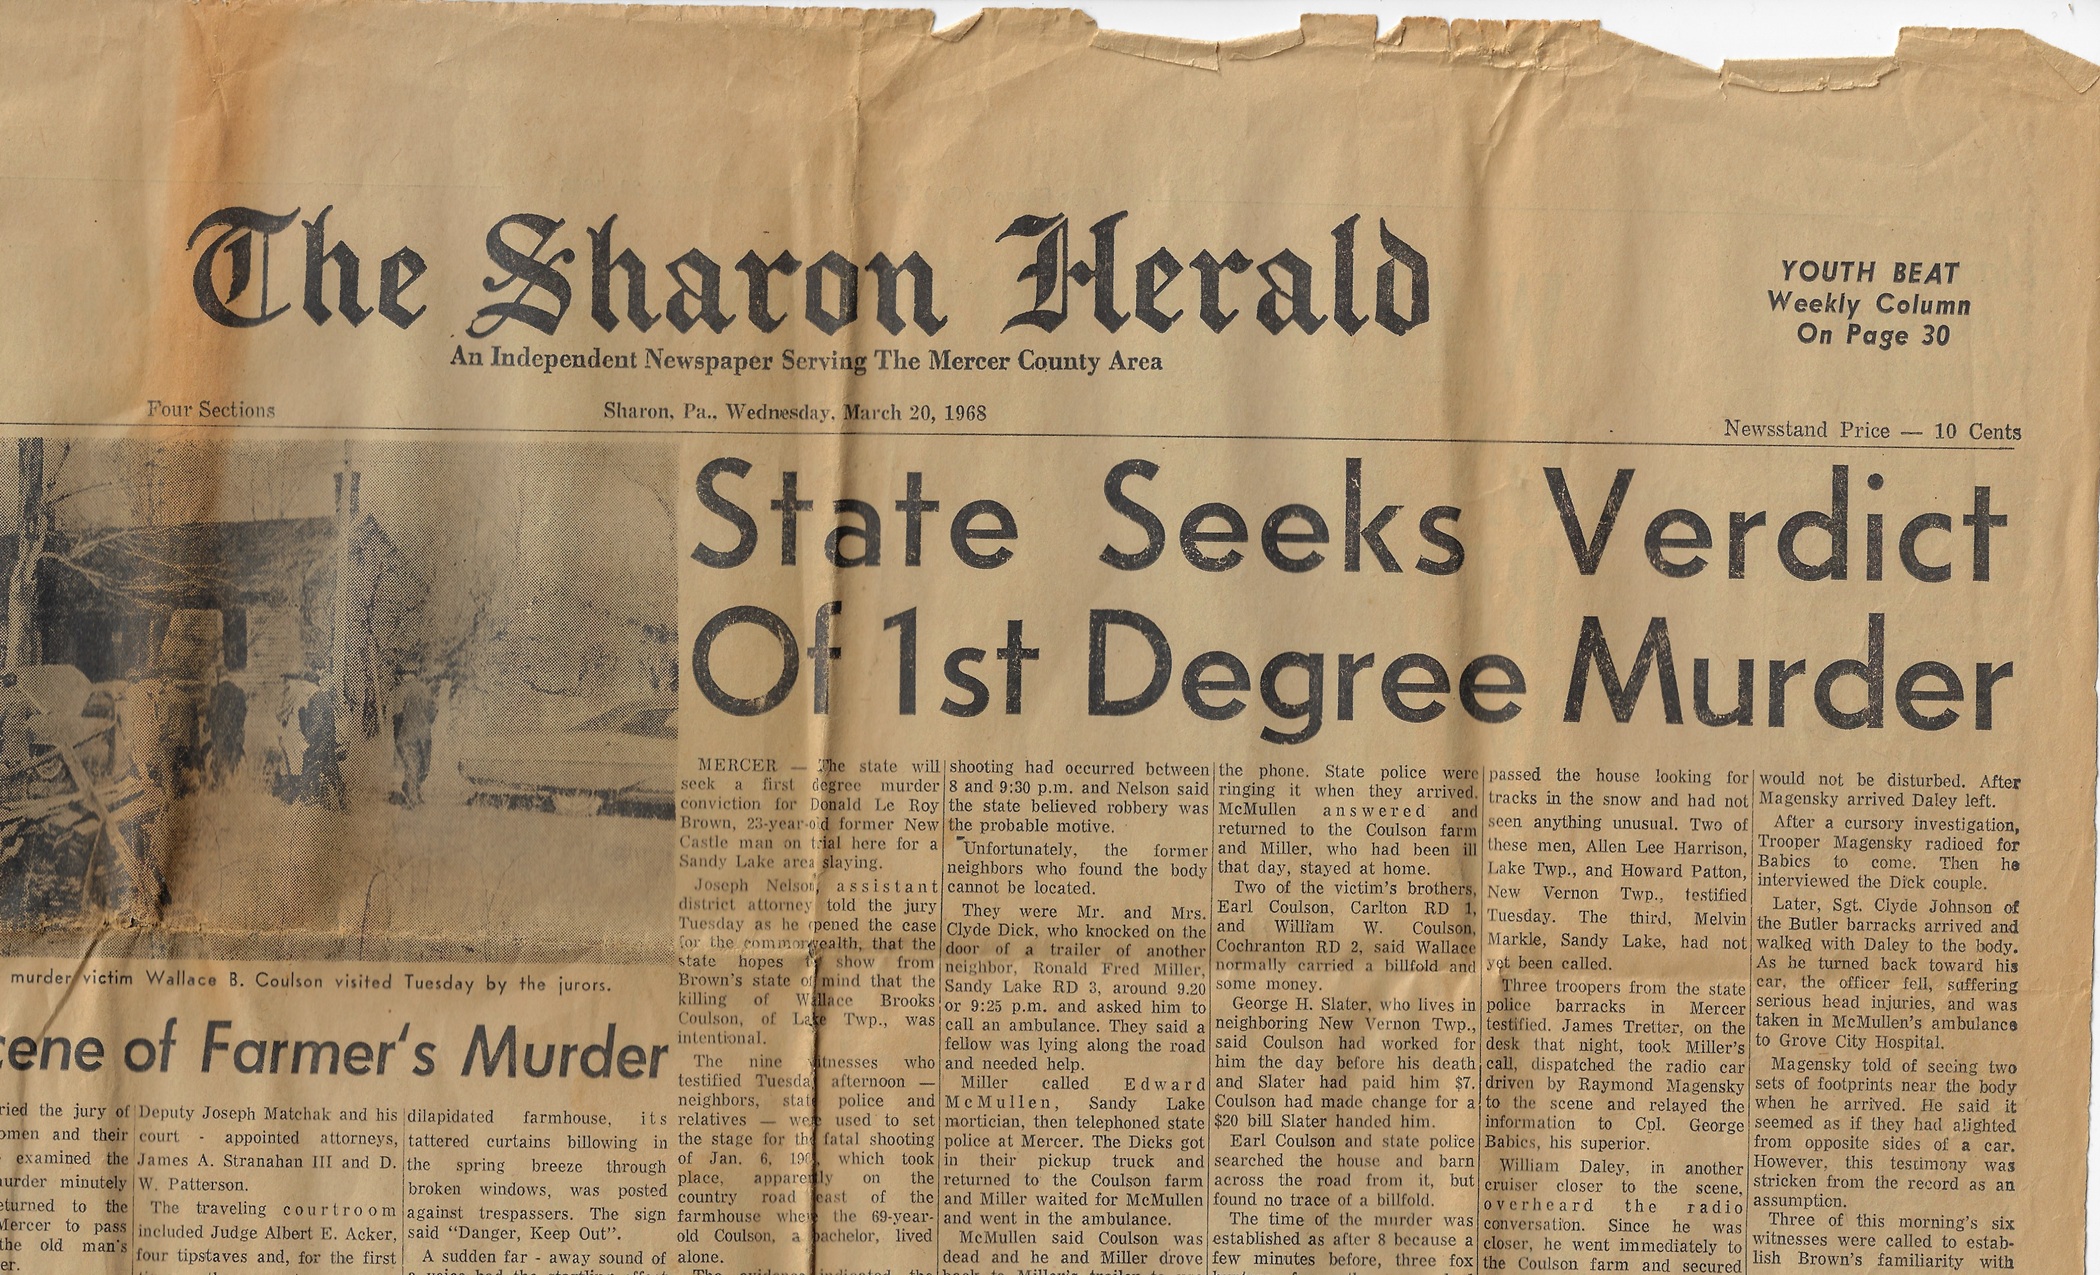 The Sharon Herald
An Independent Newspaper Serving The Mercer County Area
YOUTH BEAT
Weekly Column
On Page 30
Four Sections
Sharon, Pa., Wednesday, March 20, 1968
Newsstand Price — 10 Cents
murder victim Wallace B. Coulson visited Tuesday by the jurors.
of Farmer's Murder
the jury of
and their
examined the
minutely
to the
to pass
the old man's
Deputy Joseph Matchak and his
court - appointed attorneys,
James A. Stranahan III and D.
W. Patterson.
The traveling courtroom
included Judge Albert E. Acker,
four tipstaves and, for the first
dilapidated farmhouse, its
tattered curtains billowing in
the spring breeze through
broken windows, was posted
against trespassers. The sign
said "Danger, Keep Out".
A sudden far - away sound of
State Seeks Verdict
Of 1st Degree Murder
MERCER — The state will
seek a first degree murder
conviction for Donald Le Roy
Brown, 23-year-old former New
Castle man on trial here for a
Sandy Lake area slaying.
Joseph Nelson, assistant
district attorney told the jury
Tuesday as he opened the case
for the commonwealth, that the
state hopes to show from
Brown's state of mind that the
killing of Wallace Brooks
Coulson, of Lake Twp., was
intentional.
The nine witnesses who
testified Tuesday afternoon —
neighbors, state police and
relatives — were used to set
the stage for the fatal shooting
of Jan. 6, which took
place, apparently on the
country road east of the
farmhouse where the 69-year-
old Coulson, a bachelor, lived
alone.
shooting had occurred between
8 and 9:30 p.m. and Nelson said
the state believed robbery was
the probable motive.
Unfortunately, the former
neighbors who found the body
cannot be located.
They were Mr. and Mrs.
Clyde Dick, who knocked on the
door of a trailer of another
neighbor, Ronald Fred Miller,
Sandy Lake RD 3, around 9.20
or 9:25 p.m. and asked him to
call an ambulance. They said a
fellow was lying along the road
and needed help.
Miller called Edward
McMullen, Sandy Lake
mortician, then telephoned state
police at Mercer. The Dicks got
in their pickup truck and
returned to the Coulson farm
and Miller waited for McMullen
and went in the ambulance.
McMullen said Coulson was
dead and he and Miller drove
the phone. State police were
ringing it when they arrived.
McMullen answered and
returned to the Coulson farm
and Miller, who had been ill
that day, stayed at home.
Two of the victim's brothers,
Earl Coulson, Carlton RD 1,
and William W. Coulson,
Cochranton RD 2, said Wallace
normally carried a billfold and
some money.
George H. Slater, who lives in
neighboring New Vernon Twp.,
said Coulson had worked for
him the day before his death
and Slater had paid him $7.
Coulson had made change for a
$20 bill Slater handed him.
Earl Coulson and state police
searched the house and barn
across the road from it, but
found no trace of a billfold.
The time of the murder was
established as after 8 because a
few minutes before, three fox
passed the house looking for
tracks in the snow and had not
seen anything unusual. Two of
these men, Allen Lee Harrison,
Lake Twp., and Howard Patton,
New Vernon Twp., testified
Tuesday. The third, Melvin
Markle, Sandy Lake, had not
yet been called.
Three troopers from the state
police barracks in Mercer
testified. James Tretter, on the
desk that night, took Miller's
call, dispatched the radio car
driven by Raymond Magensky
to the scene and relayed the
information to Cpl. George
Babics, his superior.
William Daley, in another
cruiser closer to the scene,
overheard the radio
conversation. Since he was
closer, he went immediately to
the Coulson farm and secured
would not be disturbed. After
Magensky arrived Daley left.
After a cursory investigation,
Trooper Magensky radioed for
Babics to come. Then he
interviewed the Dick couple.
Later, Sgt. Clyde Johnson of
the Butler barracks arrived and
walked with Daley to the body.
As he turned back toward his
car, the officer fell, suffering
serious head injuries, and was
taken in McMullen's ambulance
to Grove City Hospital.
Magensky told of seeing two
sets of footprints near the body
when he arrived. He said it
seemed as if they had alighted
from opposite sides of a car.
However, this testimony was
stricken from the record as an
assumption.
Three of this morning's six
witnesses were called to estab-
lish Brown's familiarity with